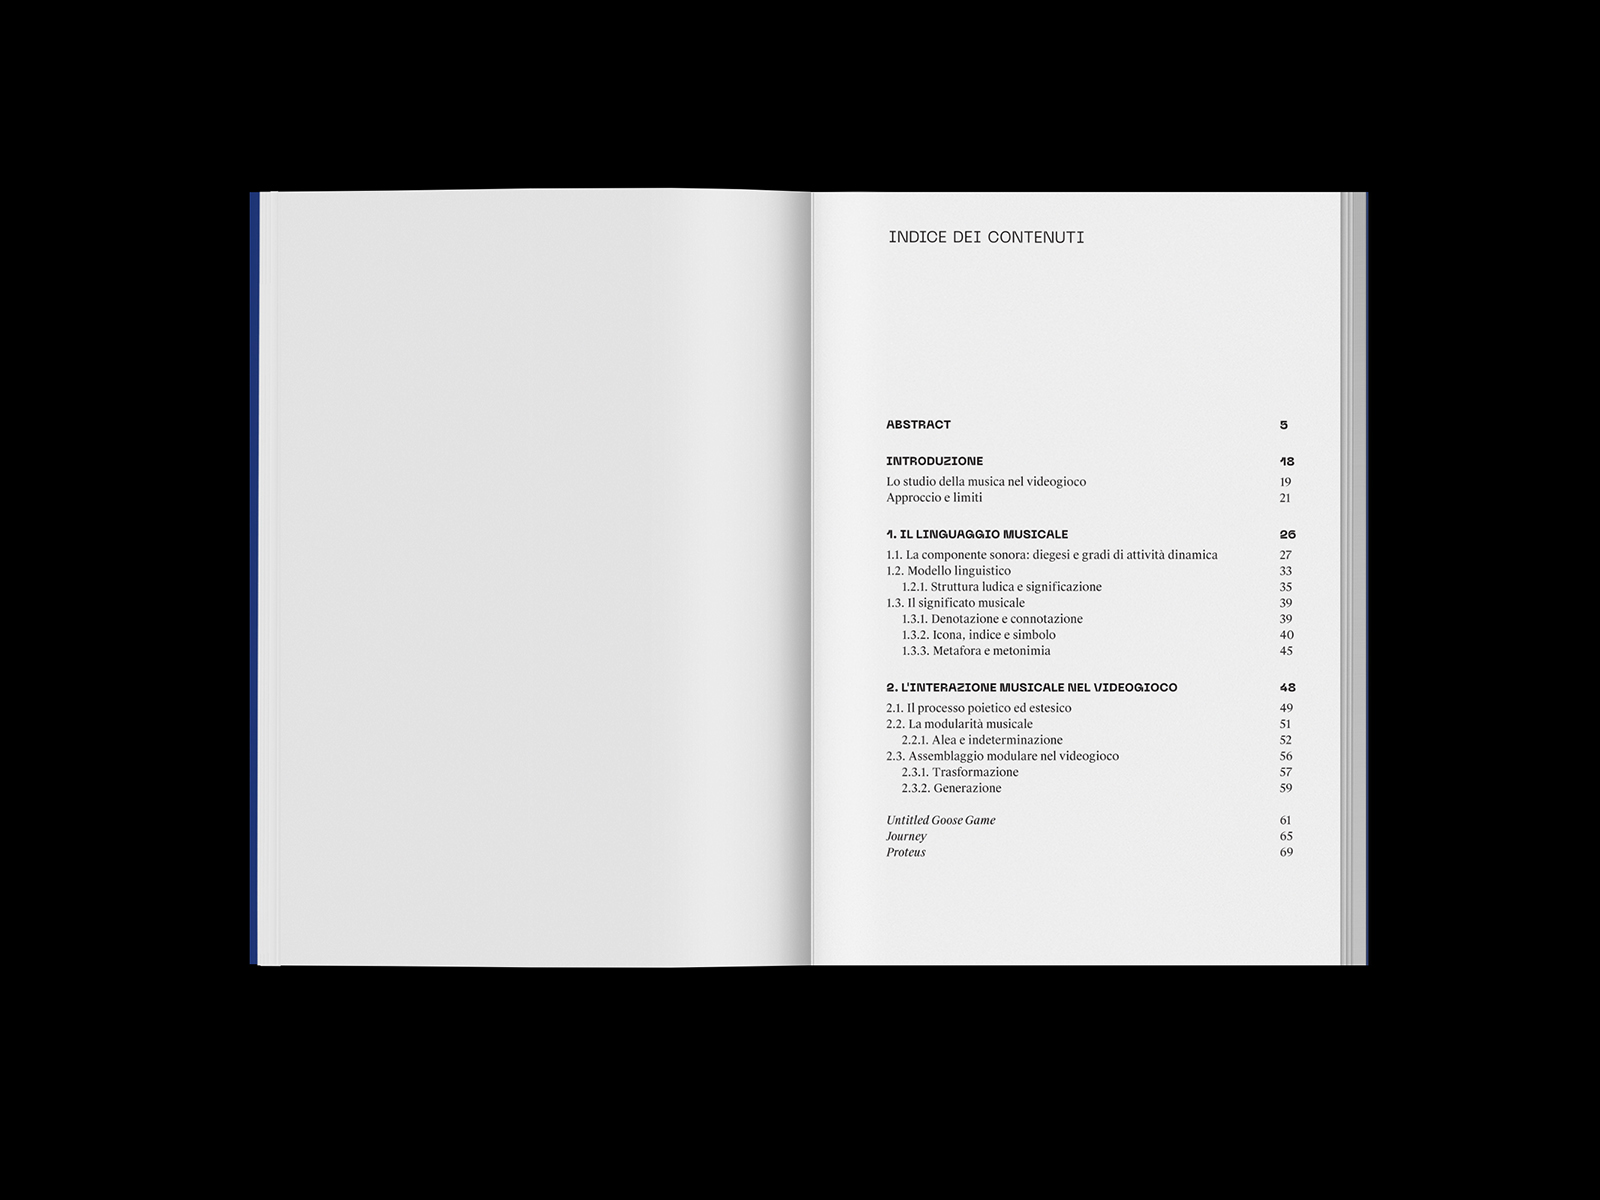 INDICE DEI CONTENUTI
ABSTRACT 5
INTRODUZIONE 18
Lo studio della musica nel videogioco 19
Approccio e limiti 21
1. IL LINGUAGGIO MUSICALE 26
1.1. La componente sonora: diegesi e gradi di attività dinamica 27
1.2. Modello linguistico 33
1.2.1. Struttura ludica e significazione 35
1.3. Il significato musicale 39
1.3.1. Denotazione e connotazione 39
1.3.2. Icona, indice e simbolo 40
1.3.3. Metafora e metonimia 45
2. L'INTERAZIONE MUSICALE NEL VIDEOGIOCO 48
2.1. Il processo poietico ed estesico 49
2.2. La modularità musicale 51
2.2.1. Alea e indeterminazione 52
2.3. Assemblaggio modulare nel videogioco 56
2.3.1. Trasformazione 57
2.3.2. Generazione 59
Untitled Goose Game 61
Journey 65
Proteus 69